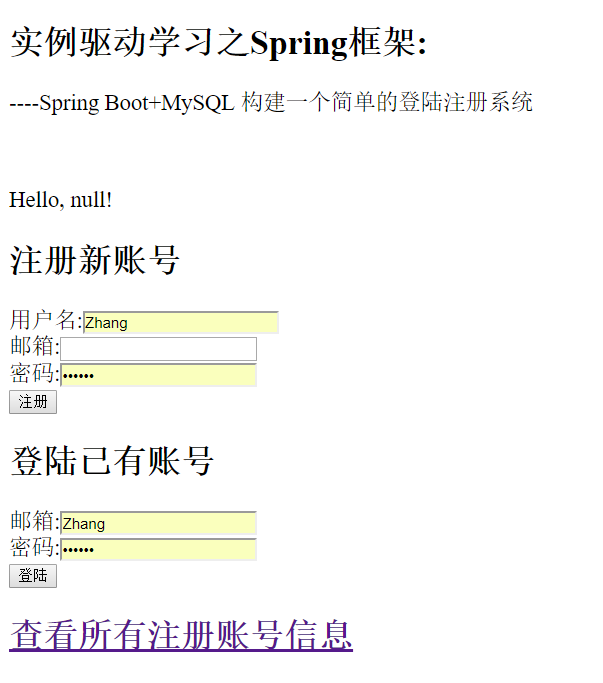 实例驱动学习之Spring框架:
----Spring Boot+MySQL 构建一个简单的登陆注册系统
Hello, null!
注册新账号
用户名:Zhang
邮箱:
密码:••••••
注册
登陆已有账号
邮箱:Zhang
密码:••••••
登陆
查看所有注册账号信息